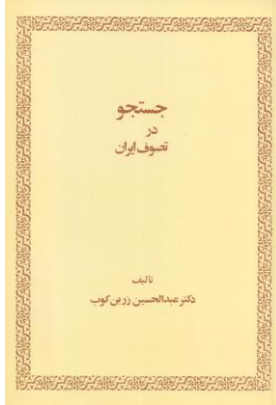 جستجو
در
تصوف ایران
تألیف
دکتر عبدالحسین زرین کوب